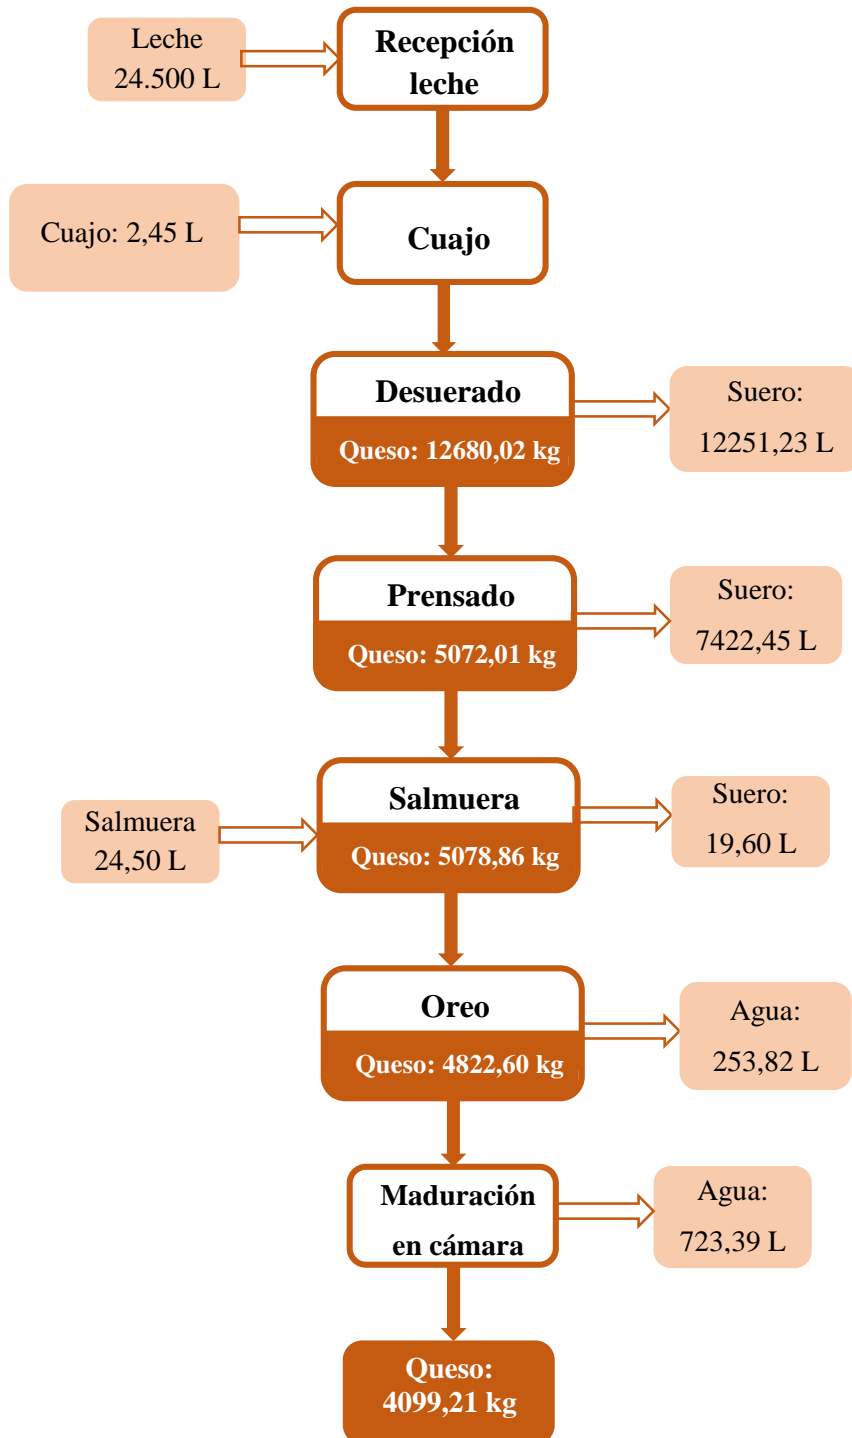 Leche
24.500 L
Recepción
leche
Cuajo: 2,45 L
Cuajo
Desuerado
Queso: 12680,02 kg
Suero:
12251,23 L
Prensado
Queso: 5072,01 kg
Suero:
7422,45 L
Salmuera
24,50 L
Salmuera
Queso: 5078,86 kg
Suero:
19,60 L
Oreo
Queso: 4822,60 kg
Agua:
253,82 L
Maduración
en cámara
Agua:
723,39 L
Queso:
4099,21 kg